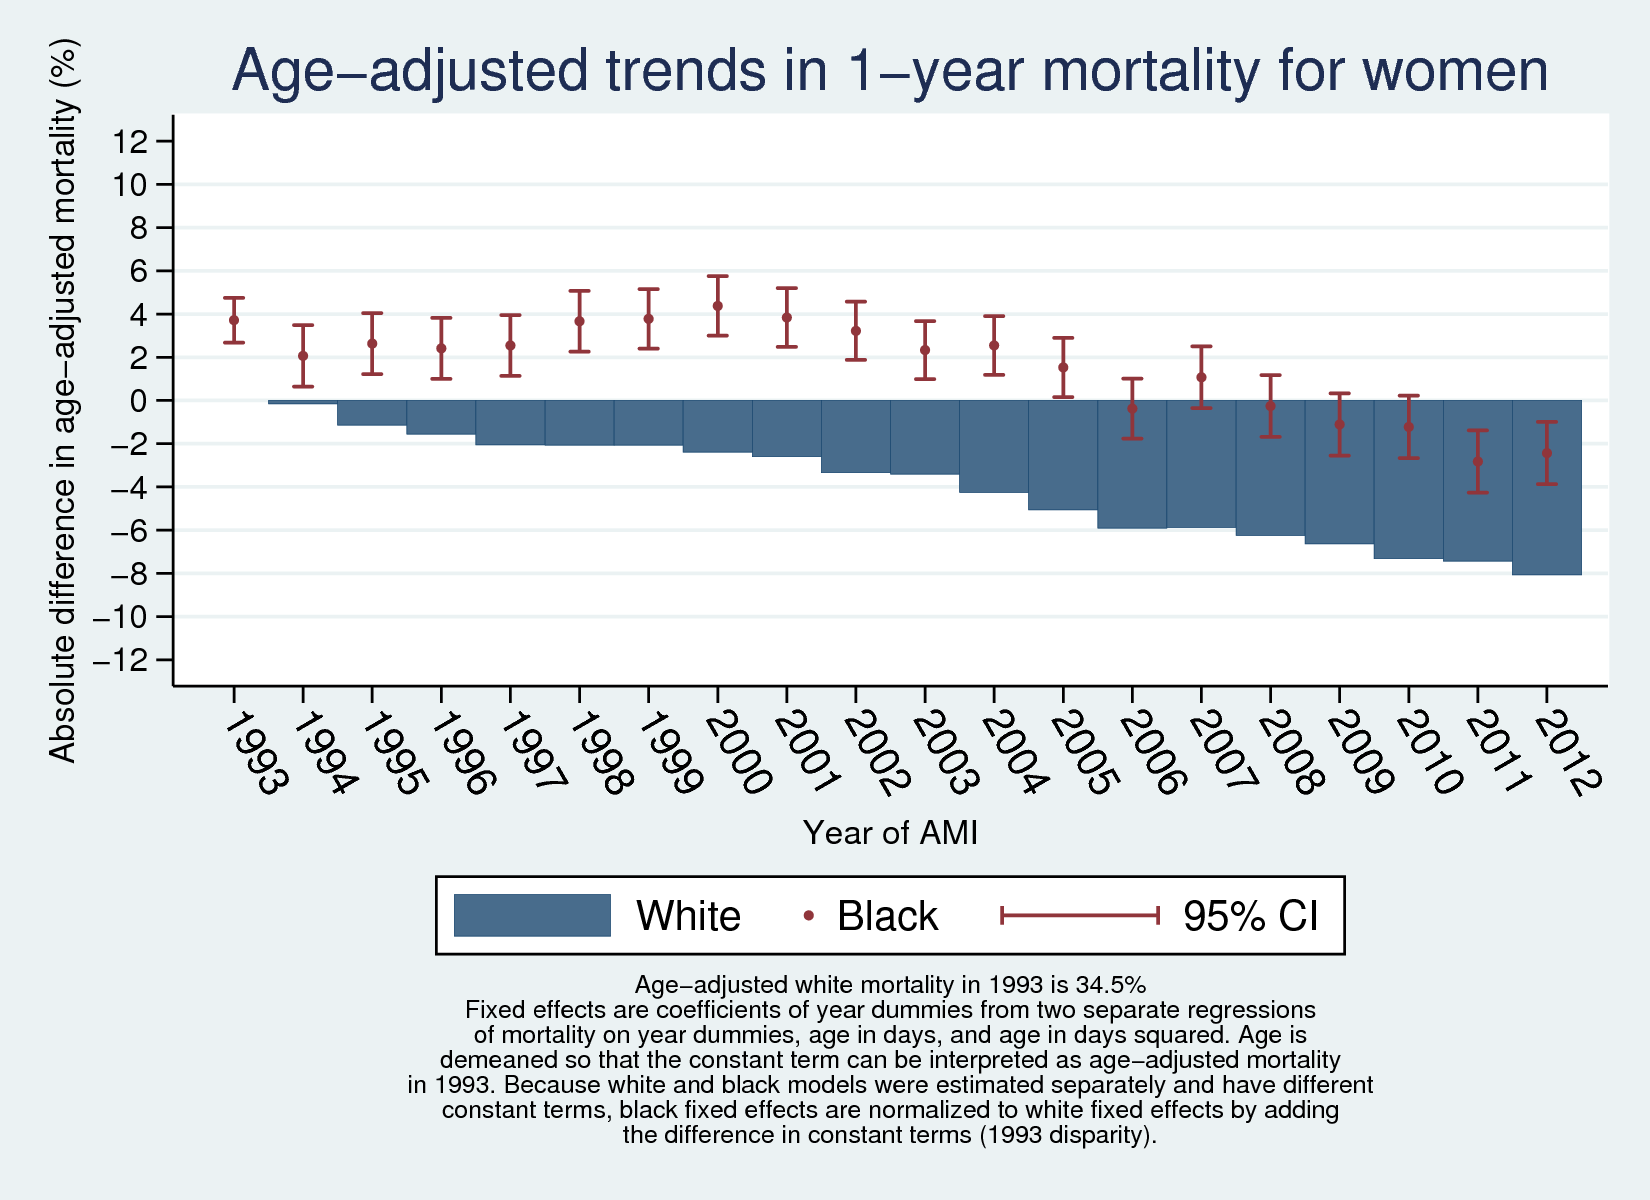 Age–adjusted trends in 1–year mortality for women
Absolute difference in age–adjusted mortality (%)
12
10
8
6
4
2
0
−2
−4
−6
−8
−10
−12
1993 1994 1995 1996 1997 1998 1999 2000 2001 2002 2003 2004 2005 2006 2007 2008 2009 2010 2011 2012
Year of AMI
White Black 95% CI
Age–adjusted white mortality in 1993 is 34.5%
Fixed effects are coefficients of year dummies from two separate regressions
of mortality on year dummies, age in days, and age in days squared. Age is
demeaned so that the constant term can be interpreted as age–adjusted mortality
in 1993. Because white and black models were estimated separately and have different
constant terms, black fixed effects are normalized to white fixed effects by adding
the difference in constant terms (1993 disparity).